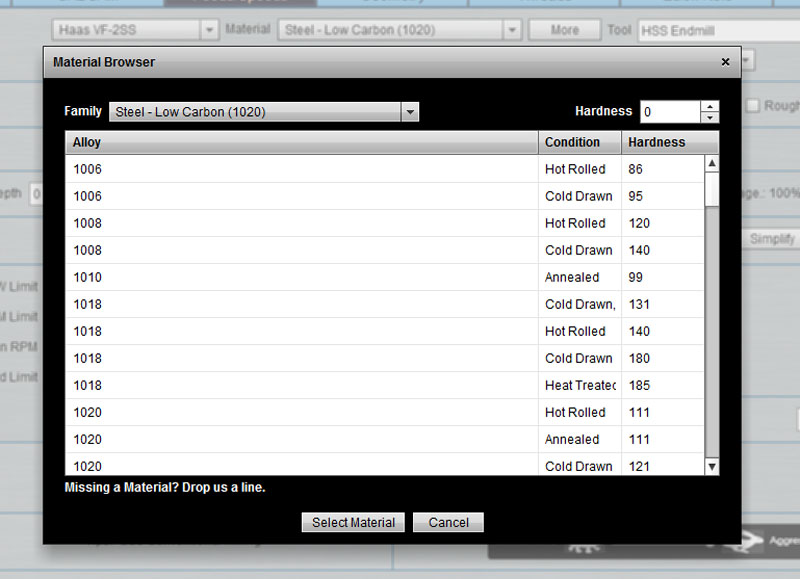 Haas VF-2SS Material Steel - Low Carbon (1020) More Tool HSS Endmill
Material Browser ×
Family Steel - Low Carbon (1020) Hardness 0
Rough
Alloy Condition Hardness
1006 Hot Rolled 86
1006 Cold Drawn 95
epth 0 ge.: 100%
1008 Hot Rolled 120
Simplify
1008 Cold Drawn 140
1010 Annealed 99
W Limit
1018 Cold Drawn, 131
M Limit
1018 Hot Rolled 140
n RPM
1018 Cold Drawn 180
d Limit
1018 Heat Treatec 185
1020 Hot Rolled 111
1020 Annealed 111
1020 Cold Drawn 121
Missing a Material? Drop us a line.
Select Material Cancel
Aggre